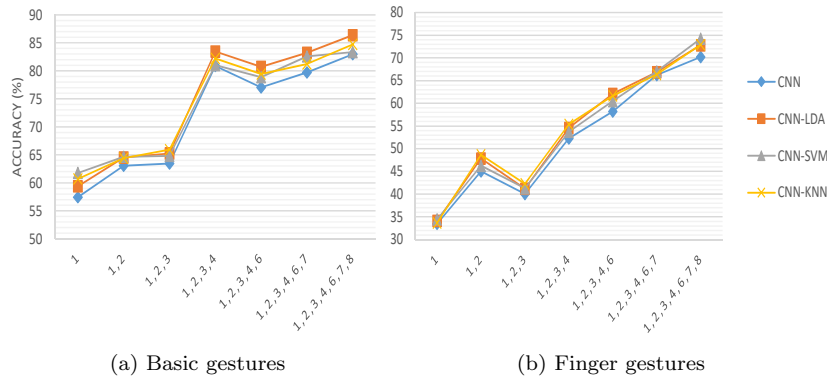 ACCURACY (%)
90
85
80
75
70
65
60
55
50
1
1, 2
1, 2, 3
1, 2, 3, 4
1, 2, 3, 4, 6
1, 2, 3, 4, 6, 7
1, 2, 3, 4, 6, 7, 8
(a) Basic gestures
80
75
70
65
60
55
50
45
40
35
30
1
1, 2
1, 2, 3
1, 2, 3, 4
1, 2, 3, 4, 6
1, 2, 3, 4, 6, 7
1, 2, 3, 4, 6, 7, 8
(b) Finger gestures
CNN
CNN-LDA
CNN-SVM
CNN-KNN